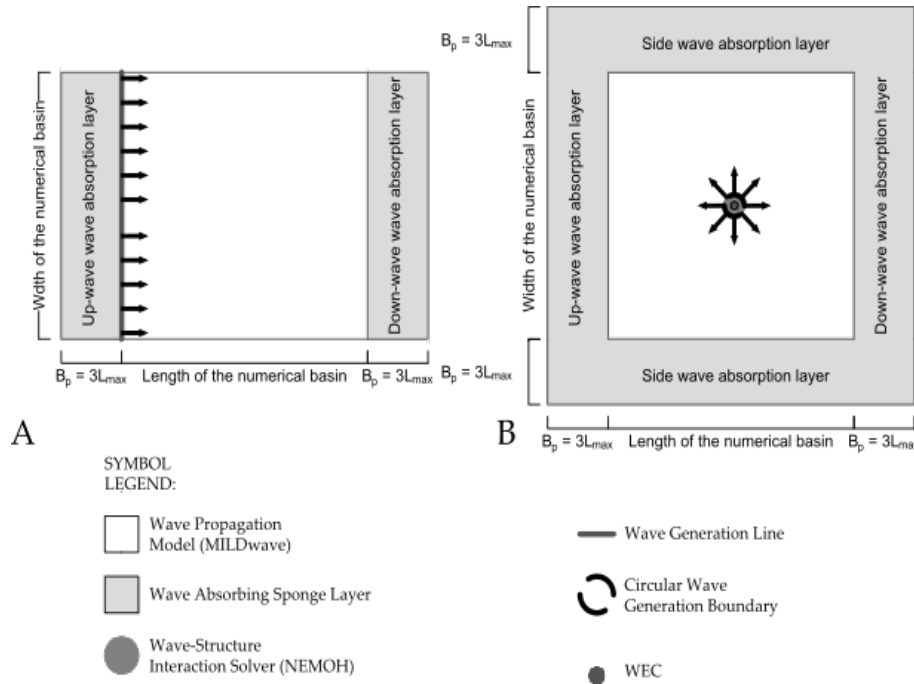 Wdth of the numerical basin
Up-wave wave absorption layer
Down-wave wave absorption layer
Bp = 3Lmax
Length of the numerical basin
Bp = 3Lmax
A
Bp = 3Lmax
Side wave absorption layer
Width of the numerical basin
Up-wave wave absorption layer
Down-wave wave absorption layer
Bp = 3Lmax
Side wave absorption layer
Bp = 3Lmax
Length of the numerical basin
Bp = 3Lma
B
SYMBOL
LEGEND:
Wave Propagation
Model (MILDwave)
Wave Absorbing Sponge Layer
Wave-Structure
Interaction Solver (NEMOH)
Wave Generation Line
Circular Wave
Generation Boundary
WEC